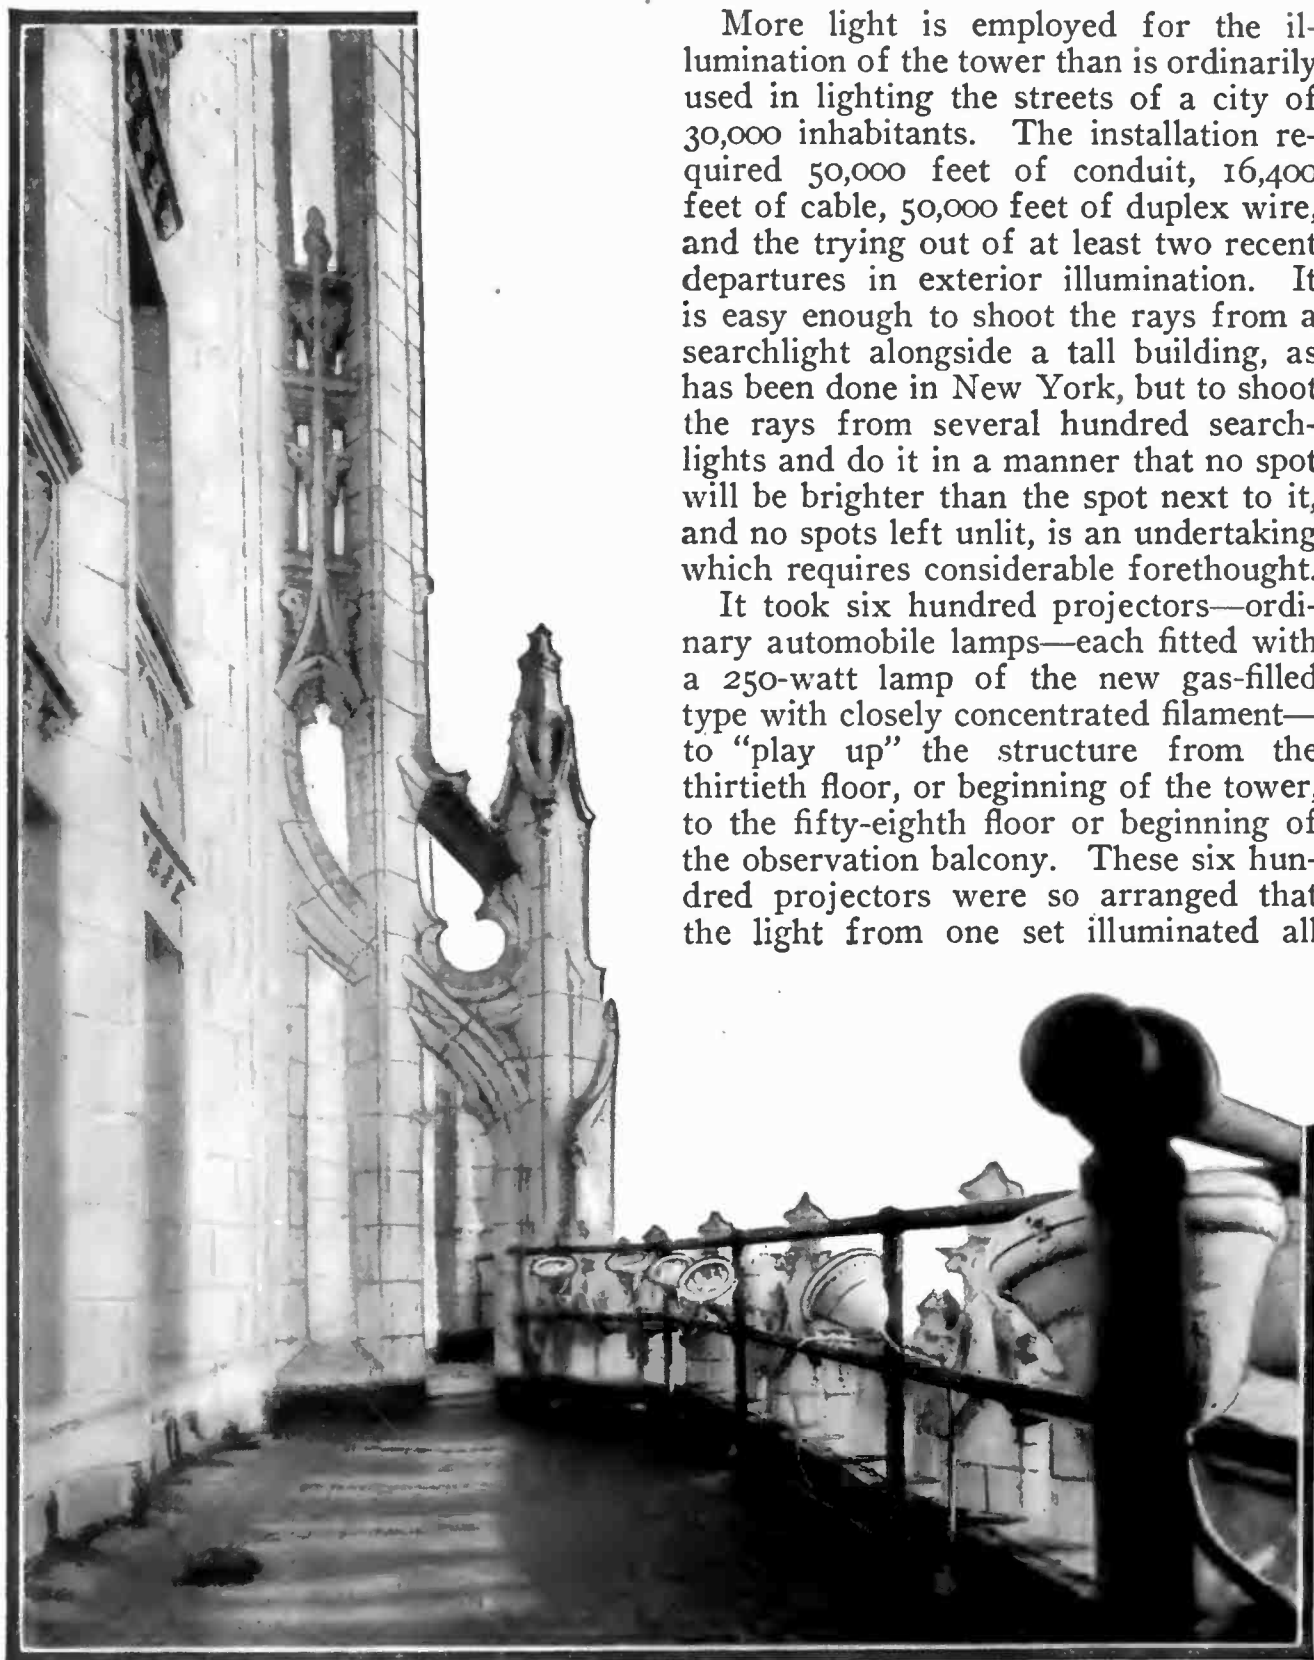 More light is employed for the il-
lumination of the tower than is ordinarily
used in lighting the streets of a city of
30,000 inhabitants. The installation re-
quired 50,000 feet of conduit, 16,400
feet of cable, 50,000 feet of duplex wire,
and the trying out of at least two recent
departures in exterior illumination. It
is easy enough to shoot the rays from a
searchlight alongside a tall building, as
has been done in New York, but to shoot
the rays from several hundred search-
lights and do it in a manner that no spot
will be brighter than the spot next to it,
and no spots left unlit, is an undertaking
which requires considerable forethought.
It took six hundred projectors—ordi-
nary automobile lamps—each fitted with
a 250-watt lamp of the new gas-filled
type with closely concentrated filament—
to “play up” the structure from the
thirtieth floor, or beginning of the tower,
to the fifty-eighth floor or beginning of
the observation balcony. These six hun-
dred projectors were so arranged that
the light from one set illuminated all